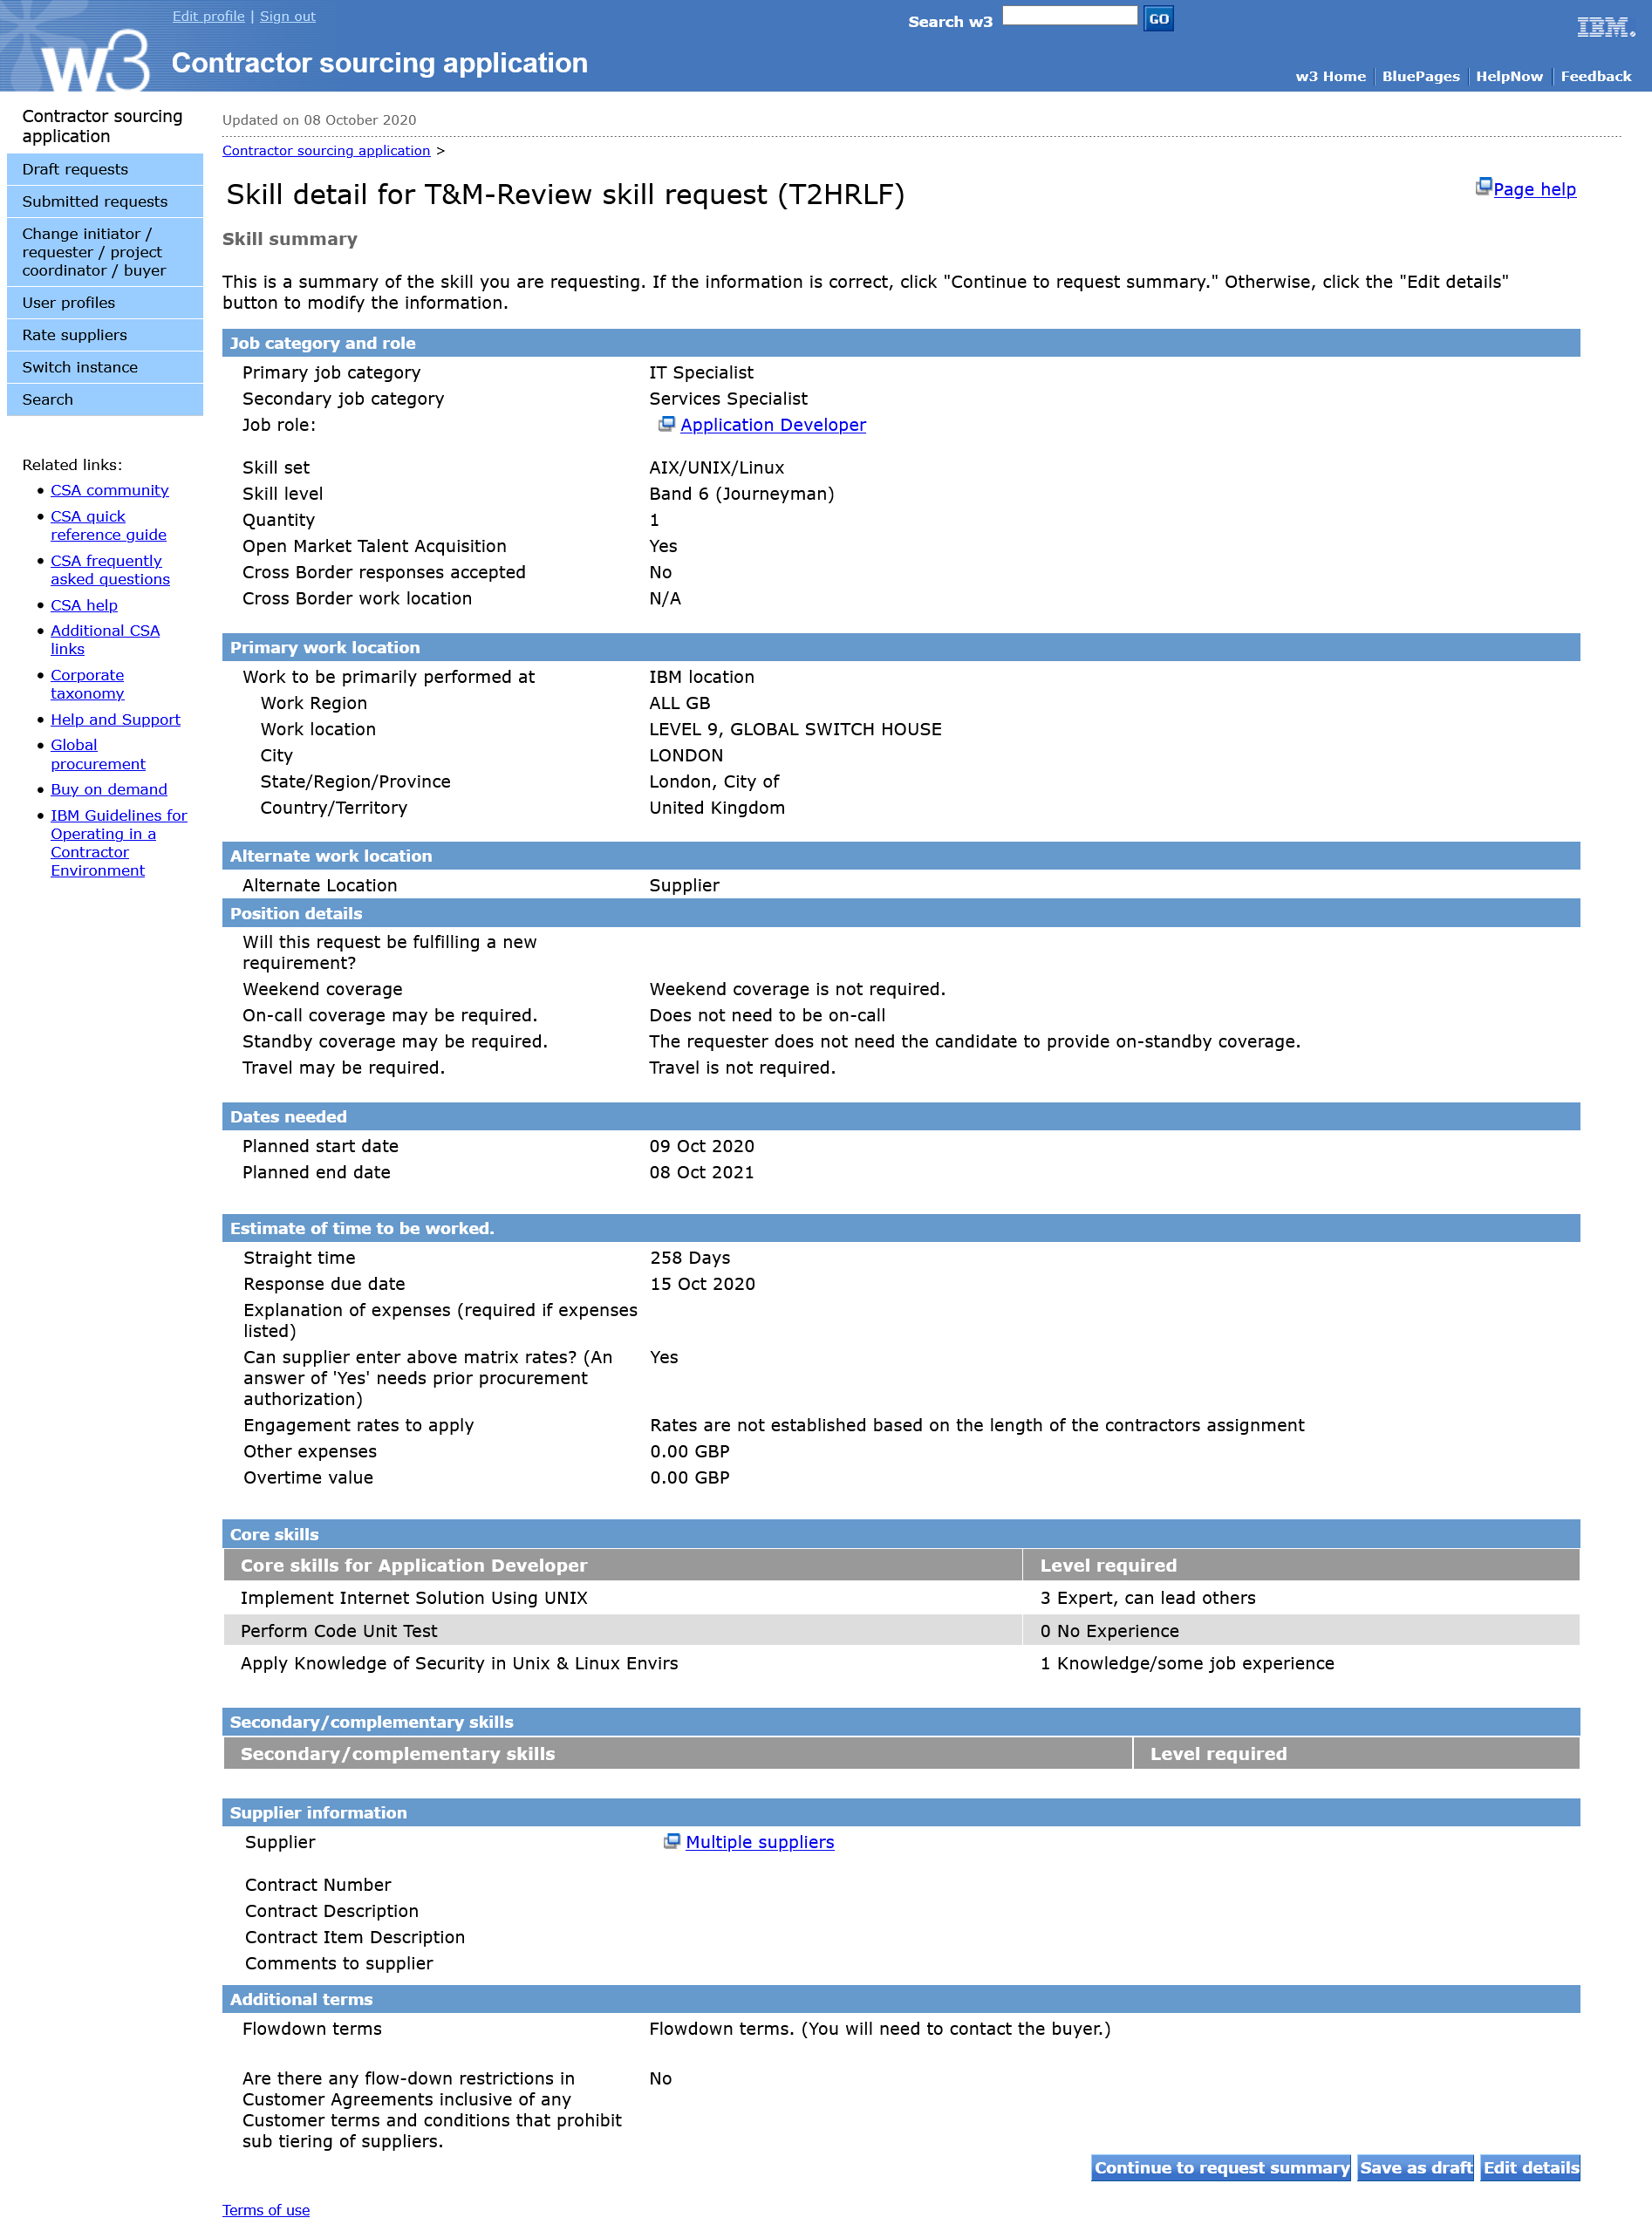 Edit profile | Sign out
Search w3 GO
IBM.
w3 Contractor sourcing application
w3 Home BluePages HelpNow Feedback
Contractor sourcing
application
Draft requests
Submitted requests
Change initiator /
requester / project
coordinator / buyer
User profiles
Rate suppliers
Switch instance
Search
Related links:
CSA community
CSA quick
reference guide
CSA frequently
asked questions
CSA help
Additional CSA
links
Corporate
taxonomy
Help and Support
Global
procurement
Buy on demand
IBM Guidelines for
Operating in a
Contractor
Environment
Updated on 08 October 2020
Contractor sourcing application >
Skill detail for T&M-Review skill request (T2HRLF)
Page help
Skill summary
This is a summary of the skill you are requesting. If the information is correct, click "Continue to request summary." Otherwise, click the "Edit details"
button to modify the information.
Job category and role
Primary job category IT Specialist
Secondary job category Services Specialist
Job role: Application Developer
Skill set AIX/UNIX/Linux
Skill level Band 6 (Journeyman)
Quantity 1
Open Market Talent Acquisition Yes
Cross Border responses accepted No
Cross Border work location N/A
Primary work location
Work to be primarily performed at IBM location
Work Region ALL GB
Work location LEVEL 9, GLOBAL SWITCH HOUSE
City LONDON
State/Region/Province London, City of
Country/Territory United Kingdom
Alternate work location
Alternate Location Supplier
Position details
Will this request be fulfilling a new
requirement?
Weekend coverage Weekend coverage is not required.
On-call coverage may be required. Does not need to be on-call
Standby coverage may be required. The requester does not need the candidate to provide on-standby coverage.
Travel may be required. Travel is not required.
Dates needed
Planned start date 09 Oct 2020
Planned end date 08 Oct 2021
Estimate of time to be worked.
Straight time 258 Days
Response due date 15 Oct 2020
Explanation of expenses (required if expenses
listed)
Can supplier enter above matrix rates? (An Yes
answer of 'Yes' needs prior procurement
authorization)
Engagement rates to apply Rates are not established based on the length of the contractors assignment
Other expenses 0.00 GBP
Overtime value 0.00 GBP
Core skills
Core skills for Application Developer Level required
Implement Internet Solution Using UNIX 3 Expert, can lead others
Perform Code Unit Test 0 No Experience
Apply Knowledge of Security in Unix & Linux Envirs 1 Knowledge/some job experience
Secondary/complementary skills
Secondary/complementary skills Level required
Supplier information
Supplier Multiple suppliers
Contract Number
Contract Description
Contract Item Description
Comments to supplier
Additional terms
Flowdown terms Flowdown terms. (You will need to contact the buyer.)
Are there any flow-down restrictions in No
Customer Agreements inclusive of any
Customer terms and conditions that prohibit
sub tiering of suppliers.
Continue to request summary Save as draft Edit details
Terms of use